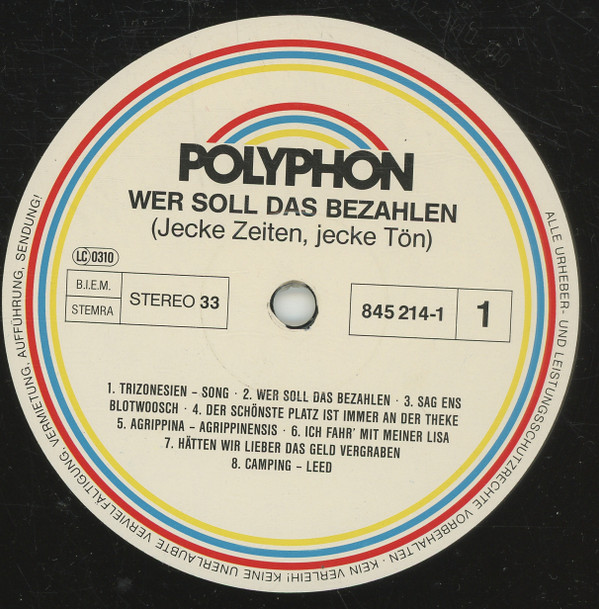 POLYPHON
WER SOLL DAS BEZAHLEN
(Jecke Zeiten, jecke Tön)
LC 0310
B.I.E.M.
STEMRA
STEREO 33
845 214-1
1
1. TRIZONESIEN – SONG · 2. WER SOLL DAS BEZAHLEN · 3. SAG ENS
BLOTWOOSCH · 4. DER SCHÖNSTE PLATZ IST IMMER AN DER THEKE
5. AGRIPPINA – AGRIPPINENSIS · 6. ICH FAHR' MIT MEINER LISA
7. HÄTTEN WIR LIEBER DAS GELD VERGRABEN
8. CAMPING – LEED
ALLE URHEBER- UND LEISTUNGSSCHUTZRECHTE VORBEHALTEN · KEIN VERLEIH! KEINE UNERLAUBTE VERVIELFÄLTIGUNG, VERMIETUNG, AUFFÜHRUNG, SENDUNG!